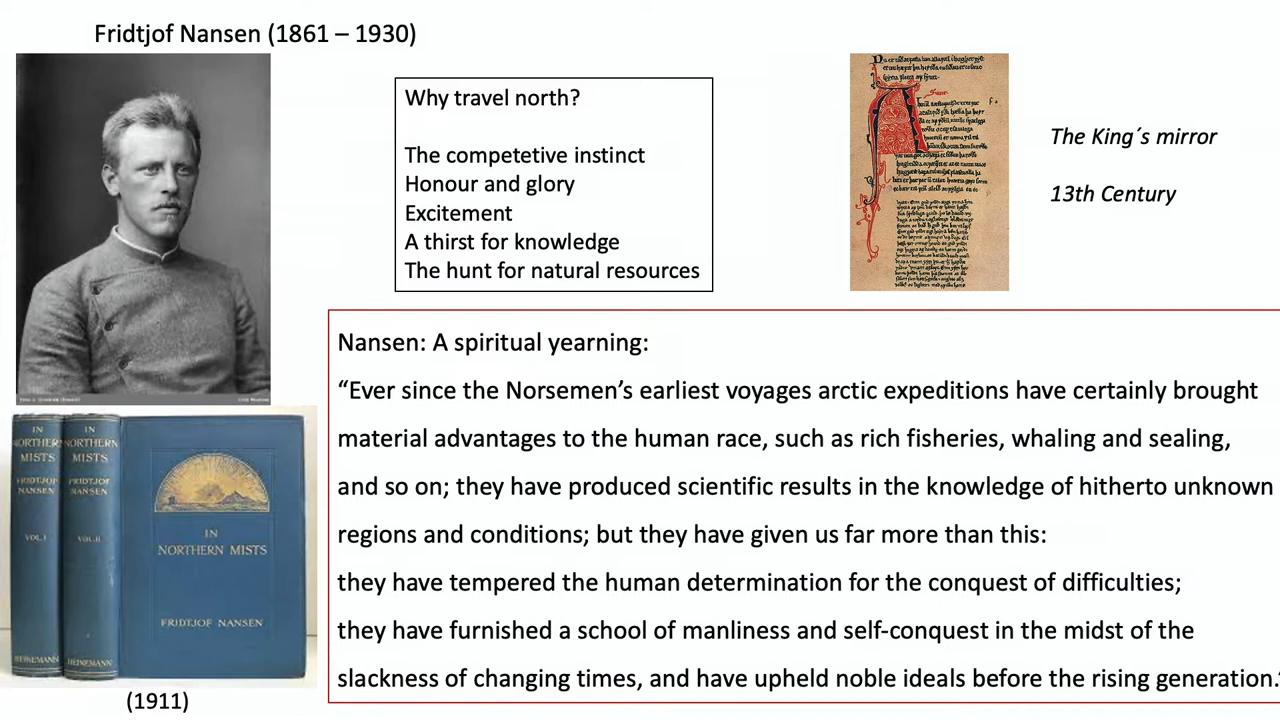 Fridtjof Nansen (1861 – 1930)
Why travel north?
The competetive instinct
Honour and glory
Excitement
A thirst for knowledge
The hunt for natural resources
The King´s mirror
13th Century
Nansen: A spiritual yearning:
“Ever since the Norsemen’s earliest voyages arctic expeditions have certainly brought
material advantages to the human race, such as rich fisheries, whaling and sealing,
and so on; they have produced scientific results in the knowledge of hitherto unknown
regions and conditions; but they have given us far more than this:
they have tempered the human determination for the conquest of difficulties;
they have furnished a school of manliness and self-conquest in the midst of the
slackness of changing times, and have upheld noble ideals before the rising generation.“
IN
NORTHERN
MISTS
FRIDTJOF
NANSEN
VOL. I
HEINEMANN
IN
NORTHERN
MISTS
FRIDTJOF
NANSEN
VOL. II
HEINEMANN
IN
NORTHERN MISTS
FRIDTJOF NANSEN
(1911)